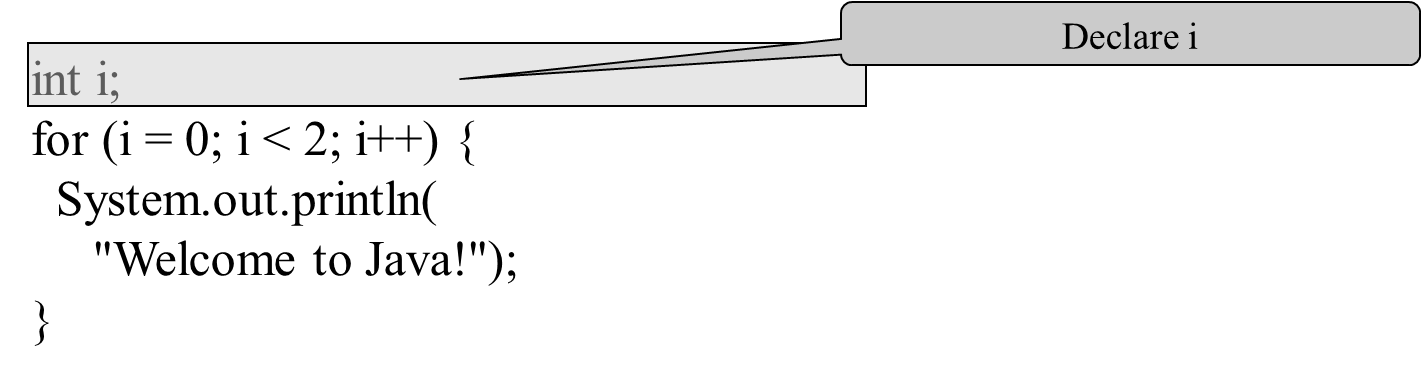 Declare i
int i;
for (i = 0; i < 2; i++) {
System.out.println(
"Welcome to Java!");
}